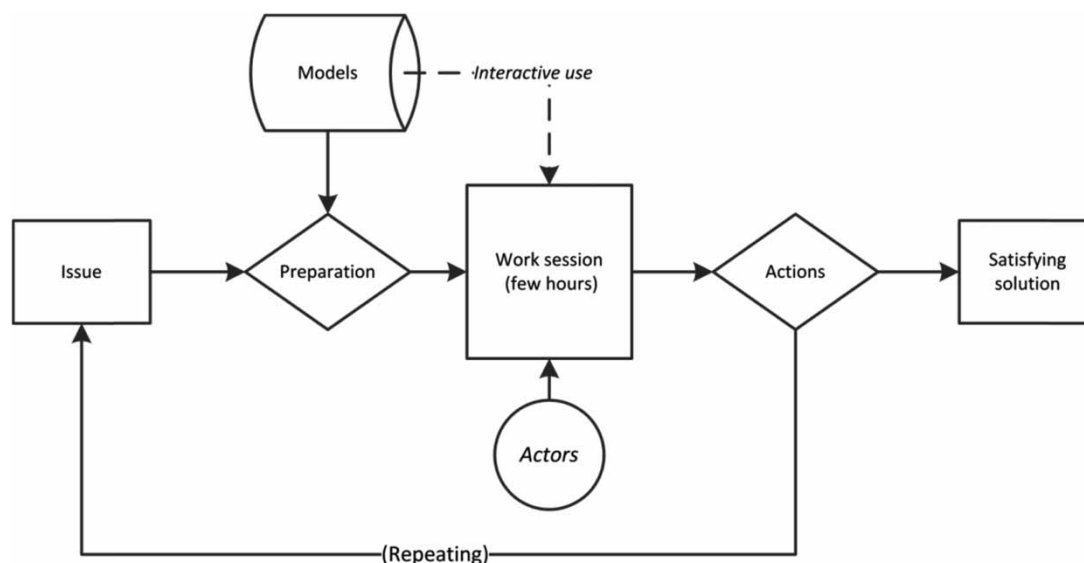 Models
Interactive use
Issue
Preparation
Work session
(few hours)
Actions
Satisfying
solution
Actors
(Repeating)